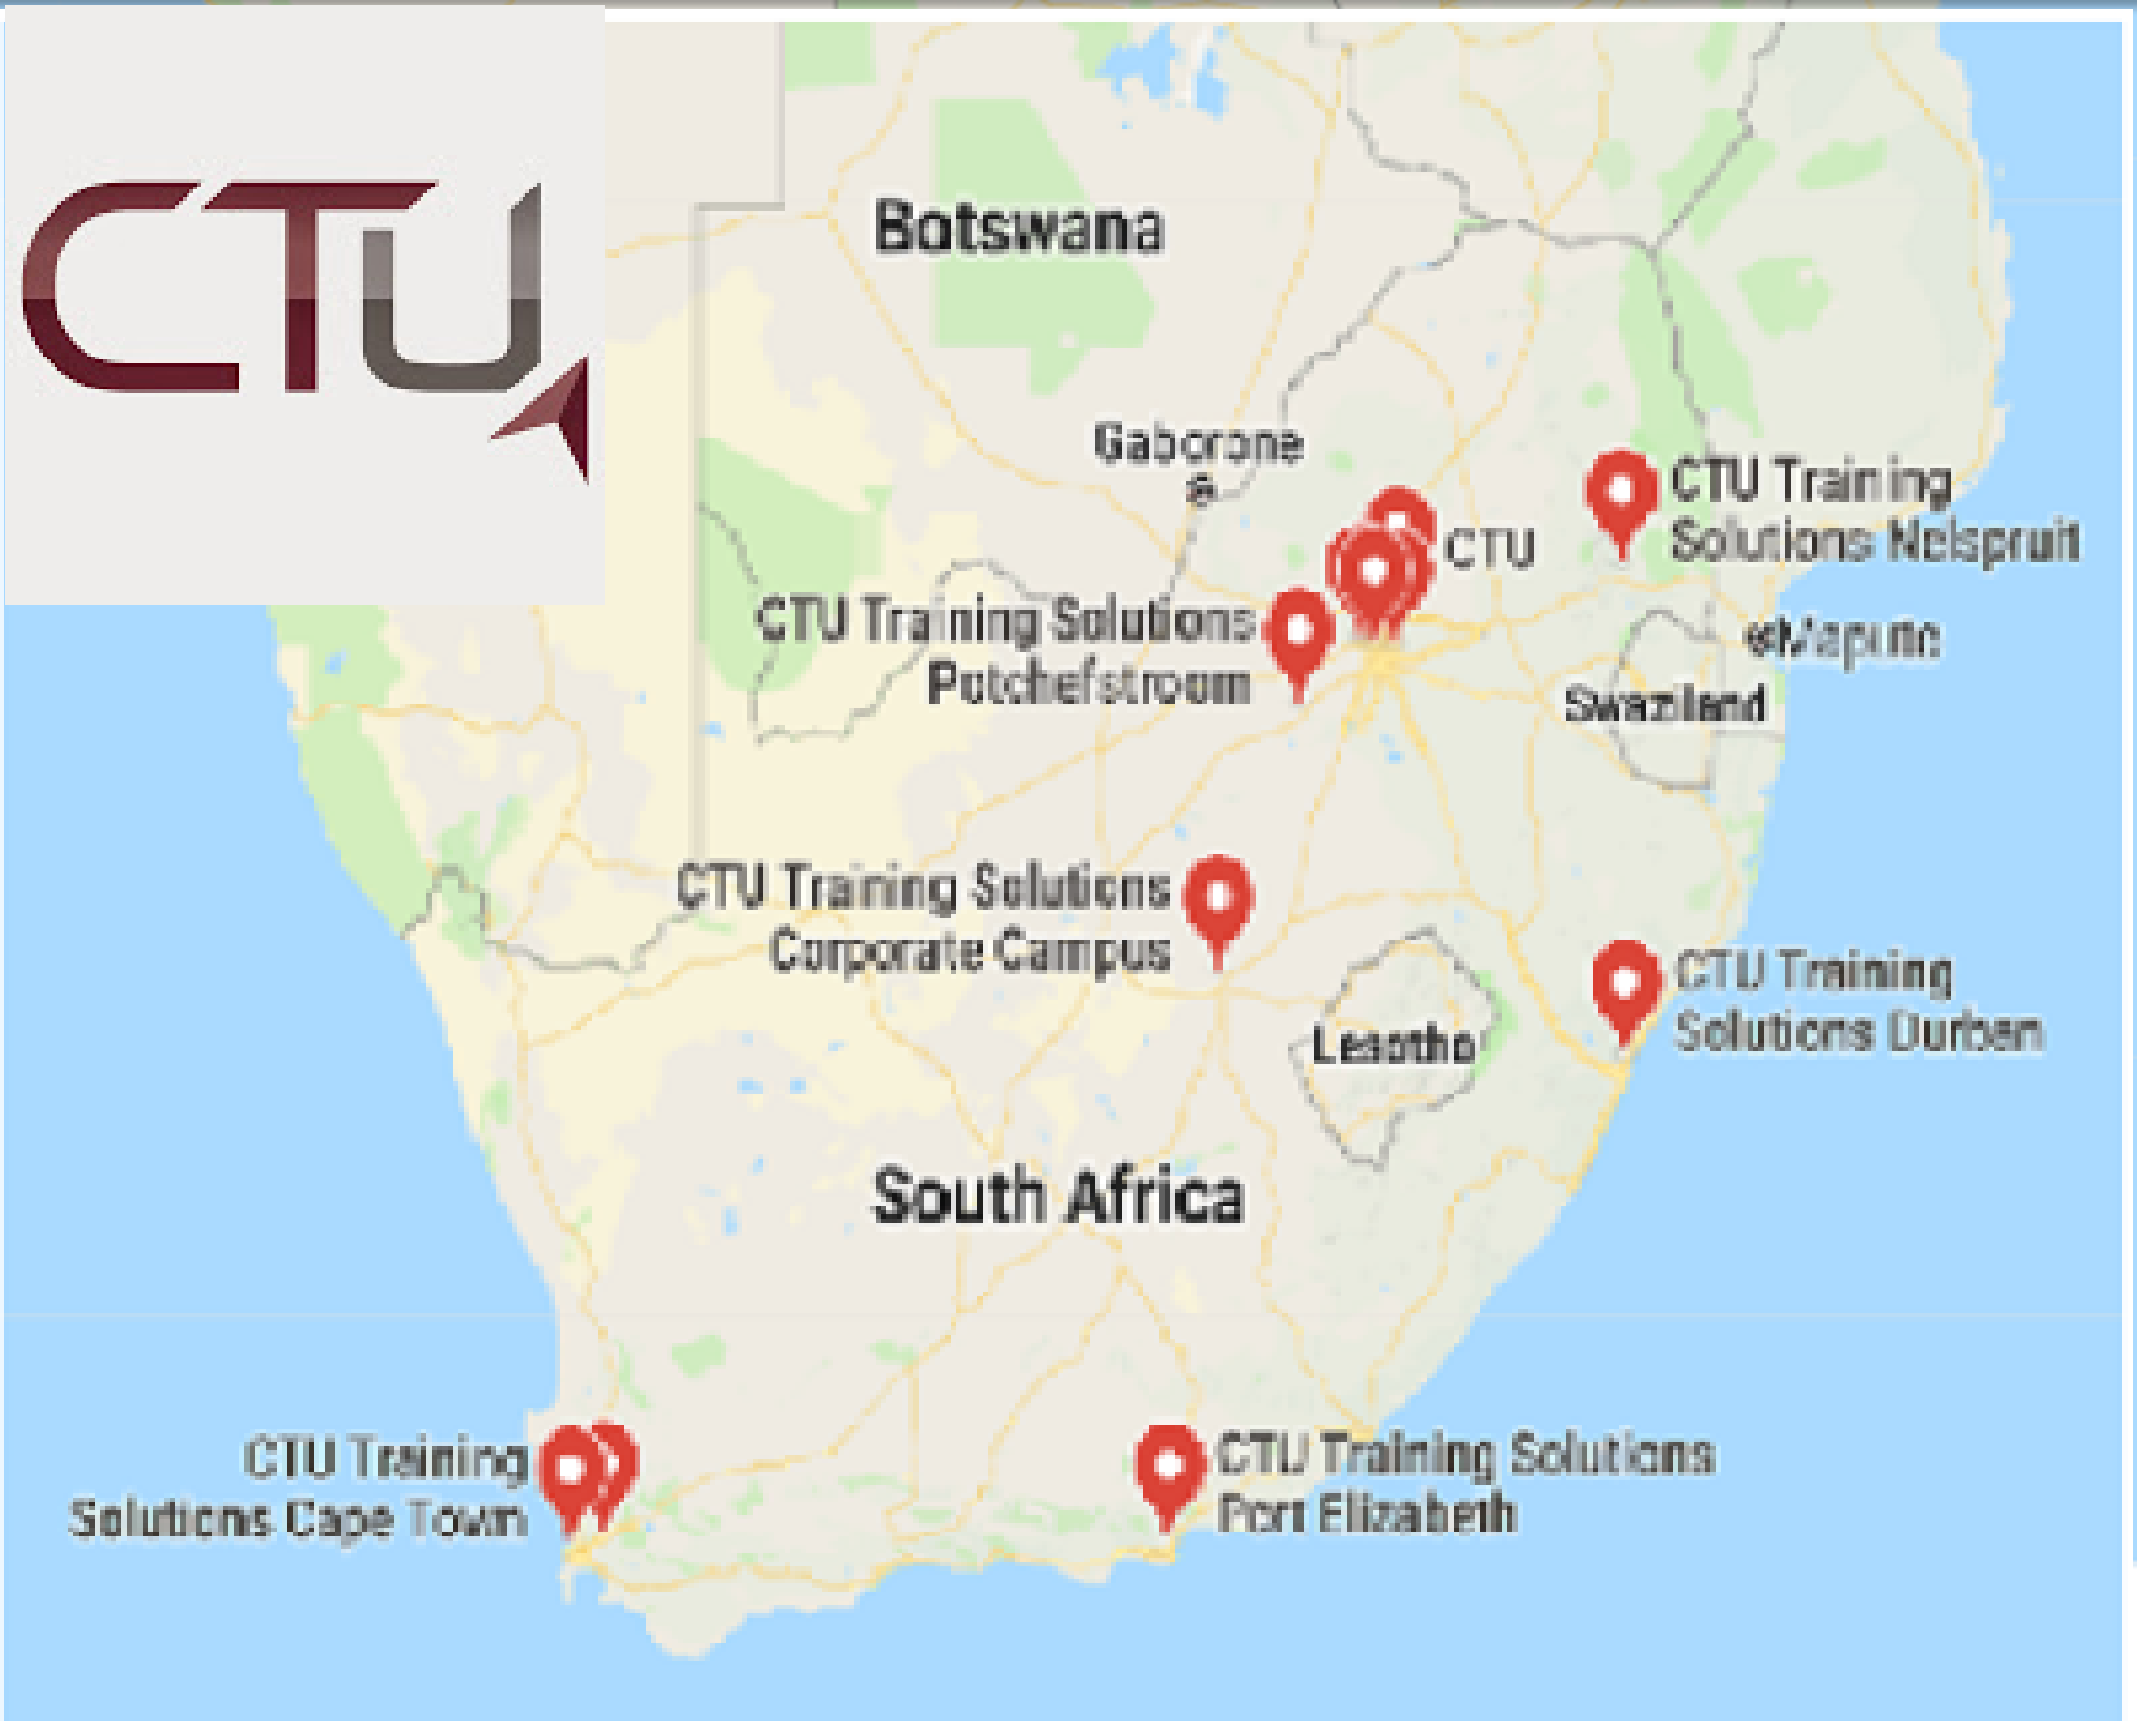 CTU
Botswana
Gaborone
CTU Training
Solutions Nelspruit
CTU
CTU Training Solutions
Potchefstroom
Maputo
Swaziland
CTU Training Solutions
Corporate Campus
CTU Training
Solutions Durban
Lesotho
South Africa
CTU Training
Solutions Cape Town
CTU Training Solutions
Port Elizabeth